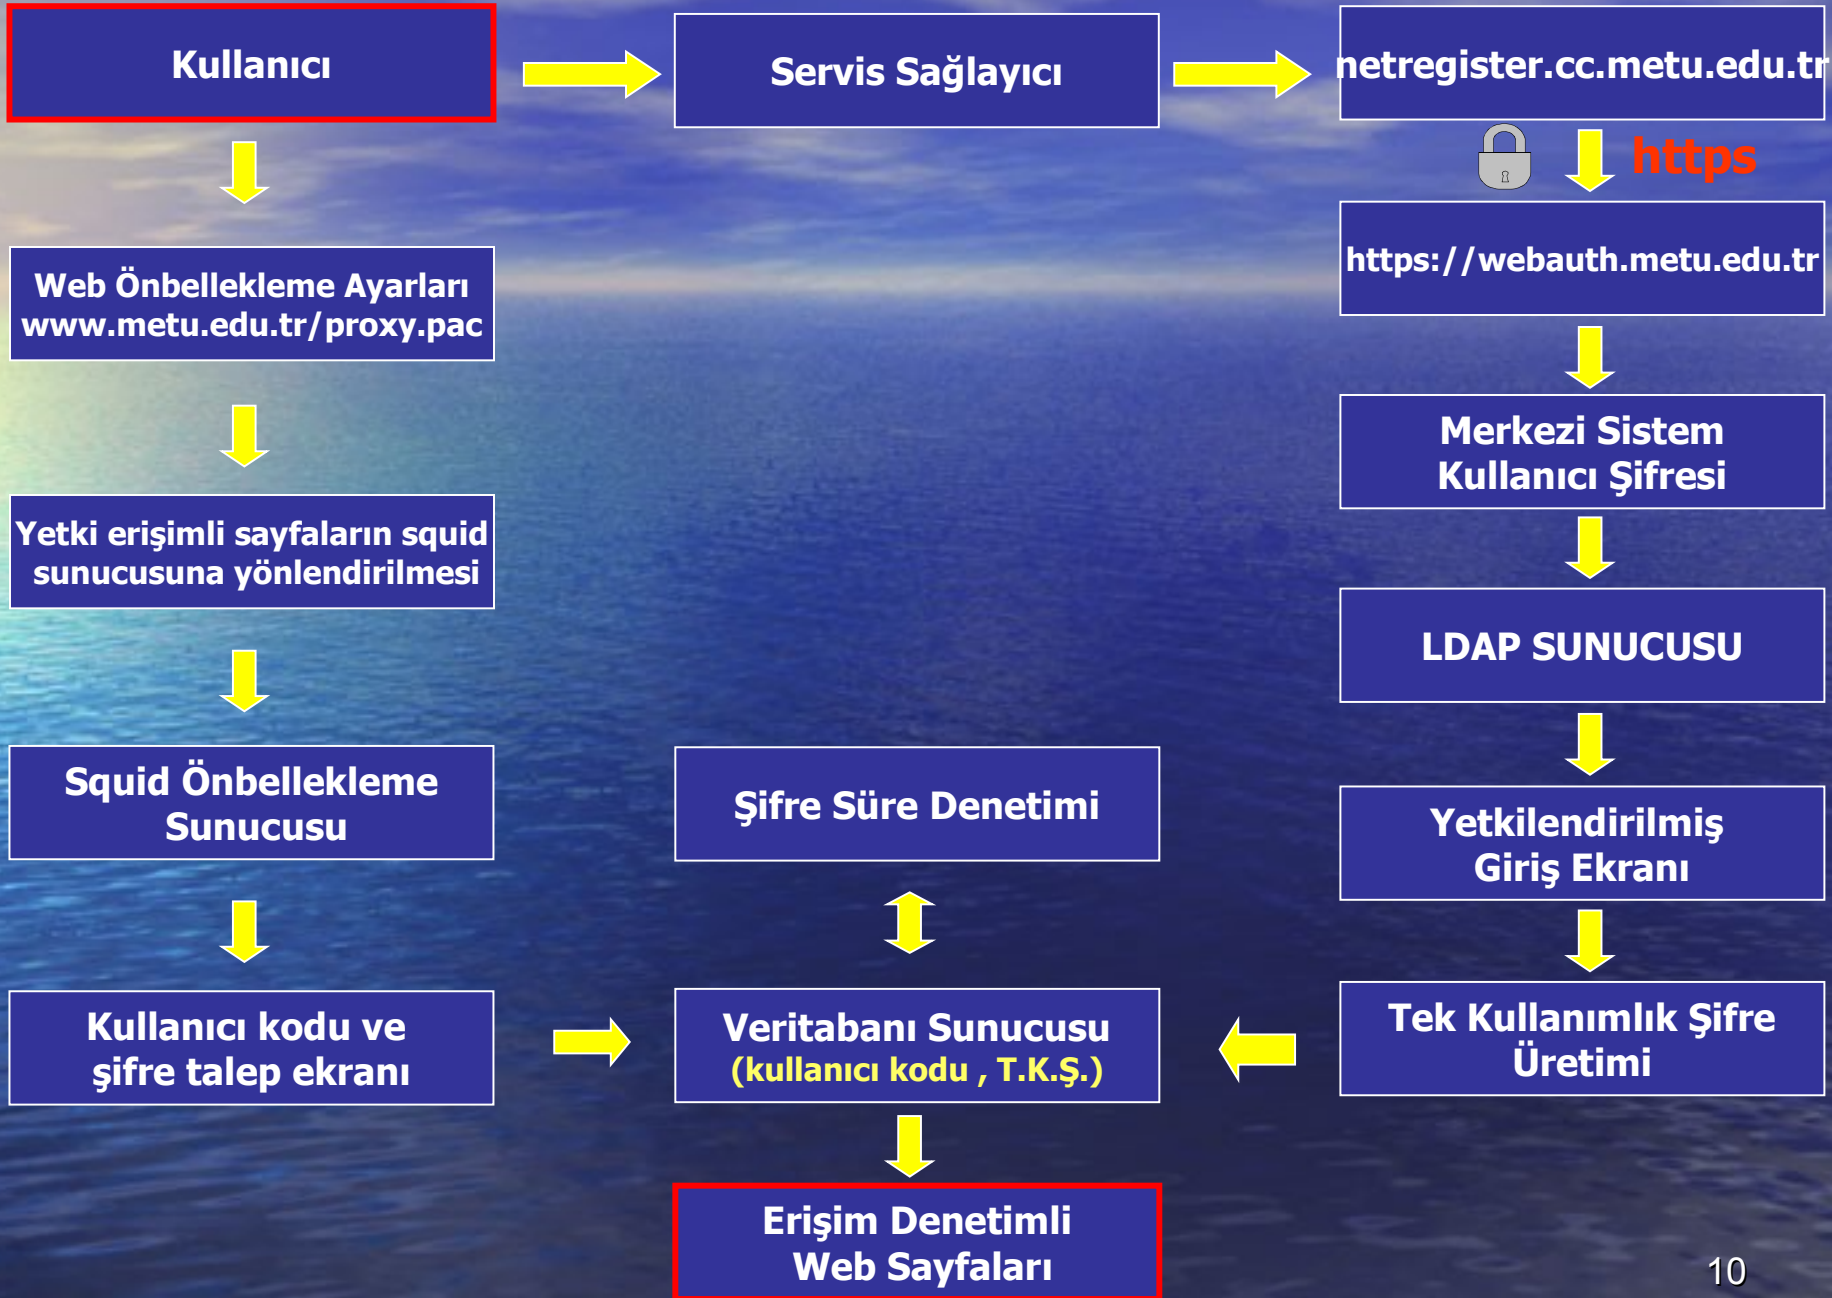 Kullanıcı
Servis Sağlayıcı
netregister.cc.metu.edu.tr
https
Web Önbellekleme Ayarları
www.metu.edu.tr/proxy.pac
https://webauth.metu.edu.tr
Merkezi Sistem
Kullanıcı Şifresi
Yetki erişimli sayfaların squid
sunucusuna yönlendirilmesi
LDAP SUNUCUSU
Squid Önbellekleme
Sunucusu
Şifre Süre Denetimi
Yetkilendirilmiş
Giriş Ekranı
Kullanıcı kodu ve
şifre talep ekranı
Veritabanı Sunucusu
(kullanıcı kodu , T.K.Ş.)
Tek Kullanımlık Şifre
Üretimi
Erişim Denetimli
Web Sayfaları
10